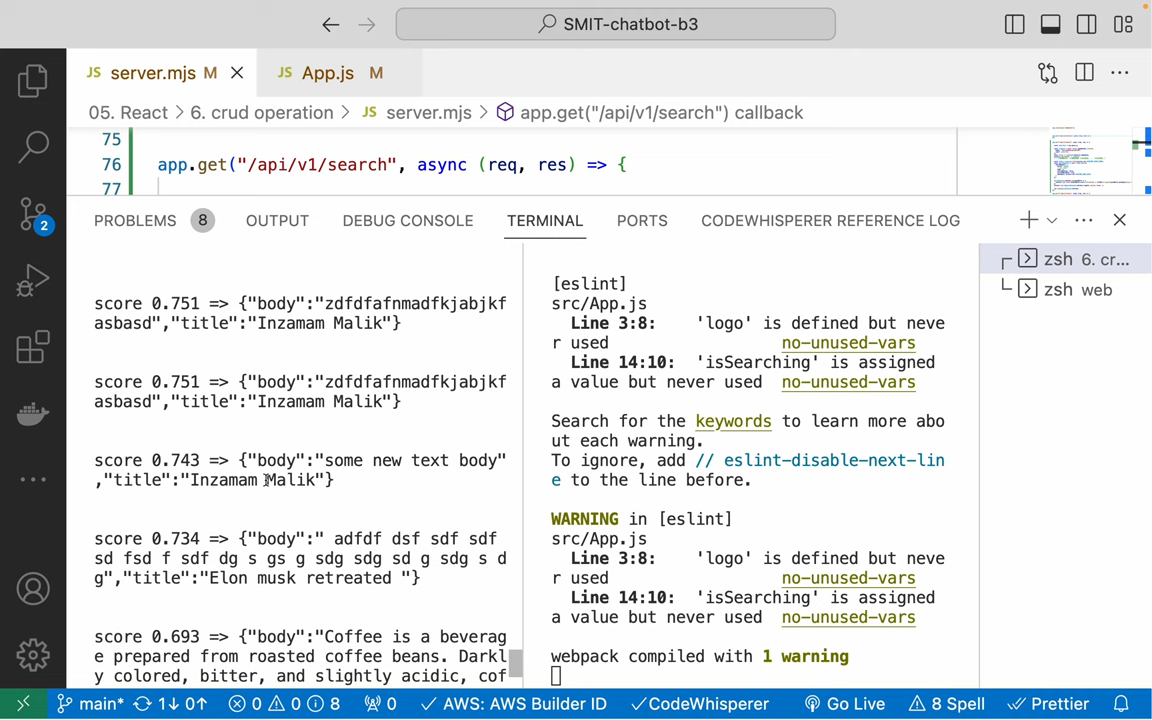 SMIT-chatbot-b3
JS server.mjs M
JS App.js M
05. React > 6. crud operation > JS server.mjs > app.get("/api/v1/search") callback
75
76 app.get("/api/v1/search", async (req, res) => {
77
PROBLEMS 8 OUTPUT DEBUG CONSOLE TERMINAL PORTS CODEWHISPERER REFERENCE LOG
2
score 0.751 => {"body":"zdfdfafnmadfkjabjkf
asbasd","title":"Inzamam Malik"}
score 0.751 => {"body":"zdfdfafnmadfkjabjkf
asbasd","title":"Inzamam Malik"}
score 0.743 => {"body":"some new text body"
,"title":"Inzamam Malik"}
score 0.734 => {"body":" adfdf dsf sdf sdf
sd fsd f sdf dg s gs g sdg sdg sd g sdg s d
g","title":"Elon musk retreated "}
score 0.693 => {"body":"Coffee is a beverag
e prepared from roasted coffee beans. Darkl
y colored, bitter, and slightly acidic, cof
[eslint]
src/App.js
Line 3:8: 'logo' is defined but neve
r used no-unused-vars
Line 14:10: 'isSearching' is assigned
a value but never used no-unused-vars
Search for the keywords to learn more abo
ut each warning.
To ignore, add // eslint-disable-next-lin
e to the line before.
WARNING in [eslint]
src/App.js
Line 3:8: 'logo' is defined but neve
r used no-unused-vars
Line 14:10: 'isSearching' is assigned
a value but never used no-unused-vars
webpack compiled with 1 warning
zsh 6. cr...
zsh web
main* 1↓ 0↑ 0 0 8 0 AWS: AWS Builder ID CodeWhisperer Go Live 8 Spell Prettier